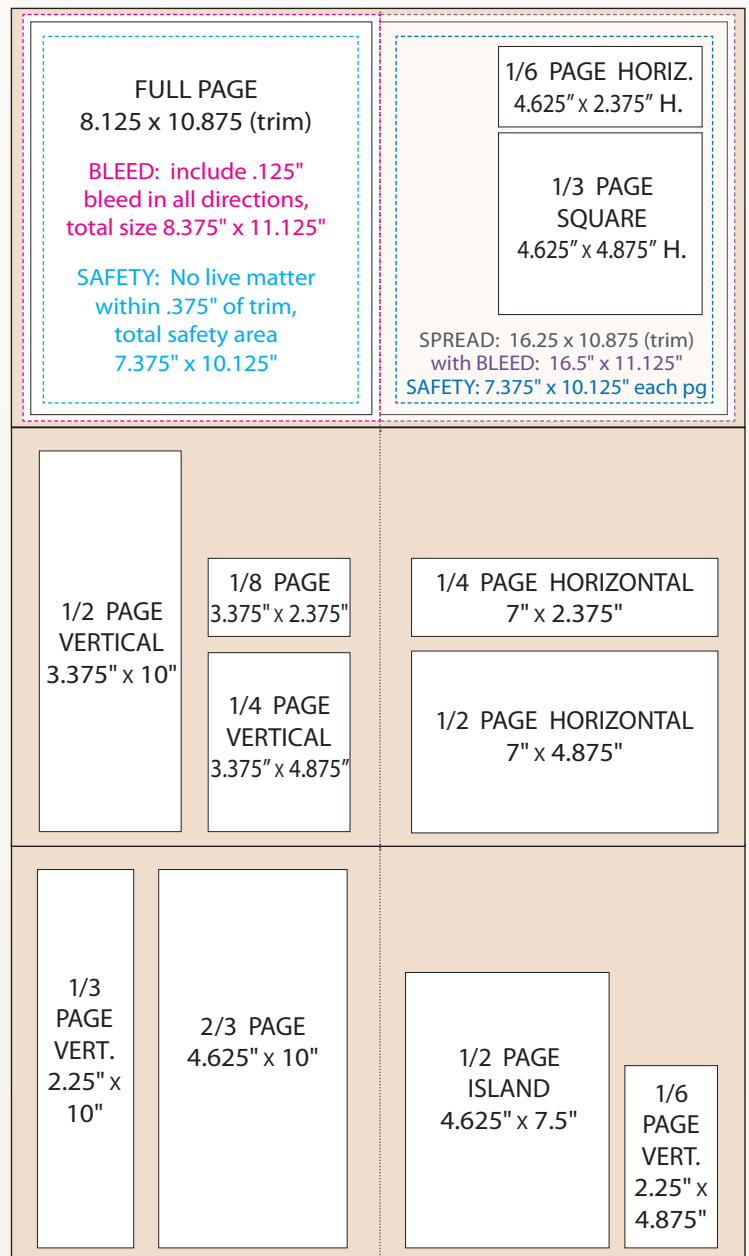 FULL PAGE
8.125 x 10.875 (trim)
BLEED: include .125"
bleed in all directions,
total size 8.375" x 11.125"
SAFETY: No live matter
within .375" of trim,
total safety area
7.375" x 10.125"
1/6 PAGE HORIZ.
4.625” x 2.375” H.
1/3 PAGE
SQUARE
4.625” x 4.875” H.
SPREAD: 16.25 x 10.875 (trim)
with BLEED: 16.5" x 11.125"
SAFETY: 7.375" x 10.125" each pg
1/2 PAGE
VERTICAL
3.375" x 10"
1/8 PAGE
3.375" x 2.375"
1/4 PAGE
VERTICAL
3.375” x 4.875”
1/4 PAGE HORIZONTAL
7" x 2.375"
1/2 PAGE HORIZONTAL
7" x 4.875"
1/3
PAGE
VERT.
2.25" x
10"
2/3 PAGE
4.625" x 10"
1/2 PAGE
ISLAND
4.625" x 7.5"
1/6
PAGE
VERT.
2.25" x
4.875"